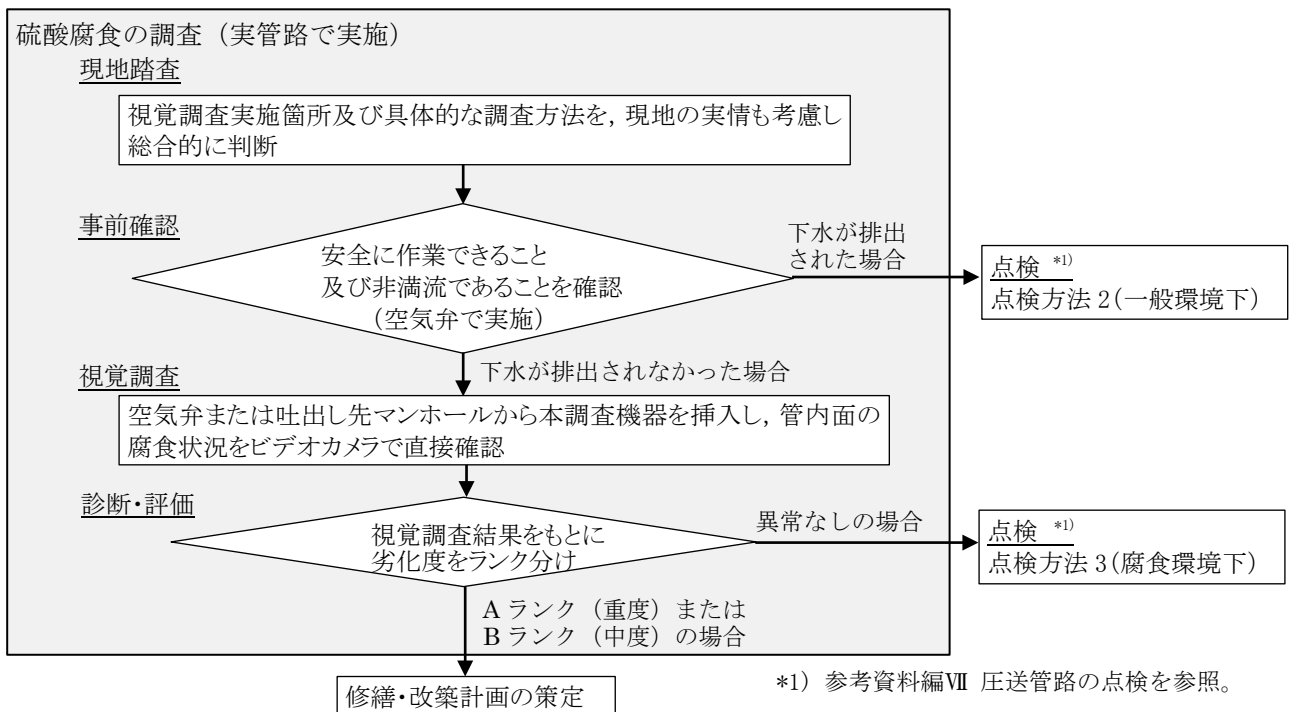 硫酸腐食の調査（実管路で実施）
現地踏査
視覚調査実施箇所及び具体的な調査方法を，現地の実情も考慮し
総合的に判断
事前確認
安全に作業できること
及び非満流であることを確認
（空気弁で実施）
下水が排出
された場合
点検 *1)
点検方法 2（一般環境下）
下水が排出されなかった場合
視覚調査
空気弁または吐出し先マンホールから本調査機器を挿入し，管内面の
腐食状況をビデオカメラで直接確認
診断・評価
視覚調査結果をもとに
劣化度をランク分け
異常なしの場合
点検 *1)
点検方法 3（腐食環境下）
A ランク（重度）または
B ランク（中度）の場合
修繕・改築計画の策定
*1) 参考資料編Ⅶ 圧送管路の点検を参照。